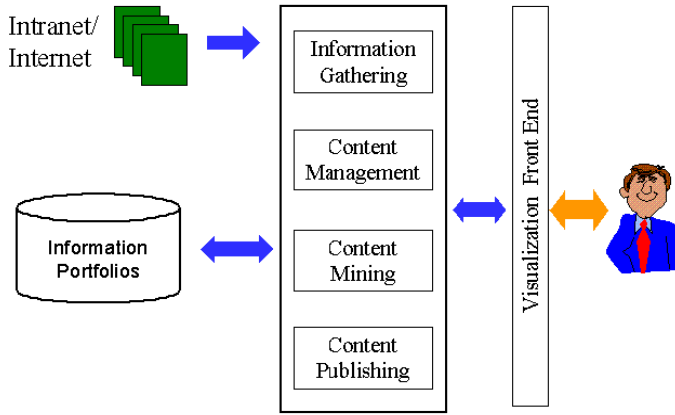 Intranet/
Internet
Information
Gathering
Content
Management
Information
Portfolios
Content
Mining
Content
Publishing
Visualization Front End